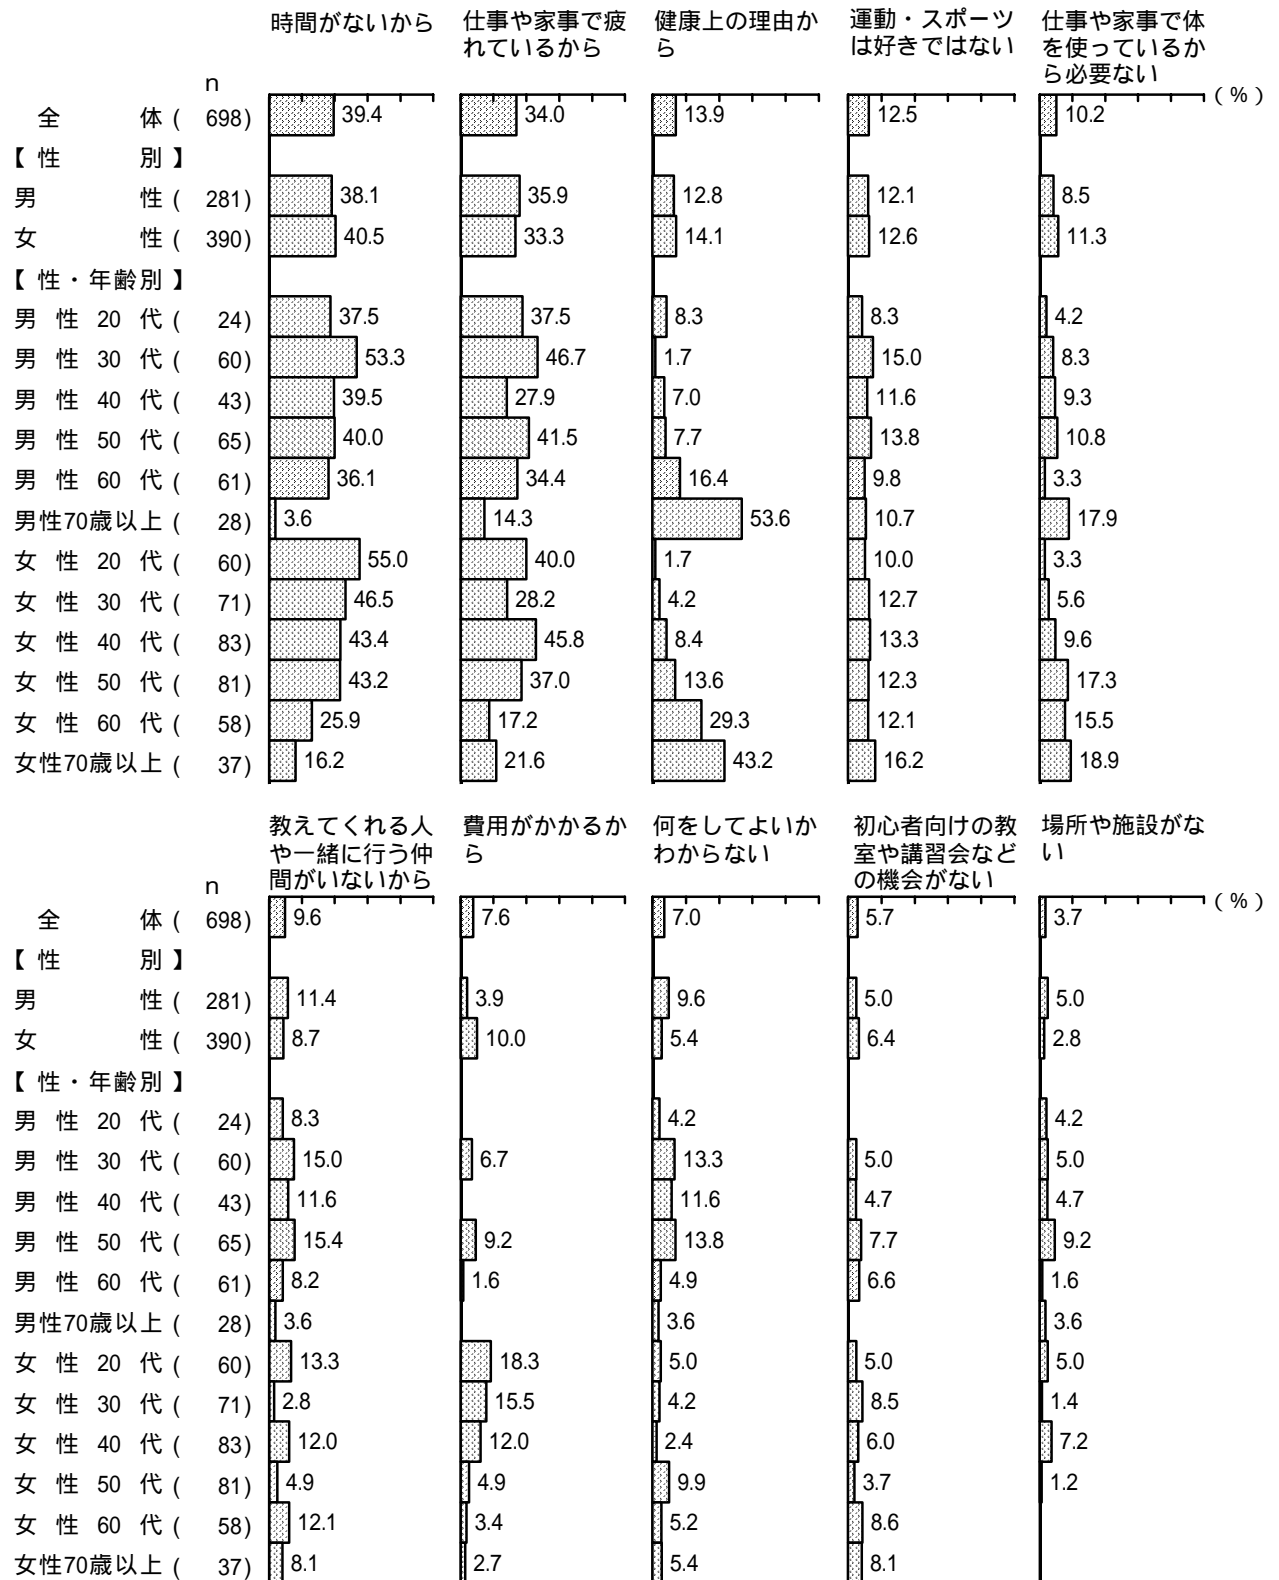 時間がないから 仕事や家事で疲れているから 健康上の理由から 運動・スポーツは好きではない 仕事や家事で体を使っているから必要ない
n
(%)
全 体 ( 698) 39.4 34.0 13.9 12.5 10.2
【 性 別 】
男 性 ( 281) 38.1 35.9 12.8 12.1 8.5
女 性 ( 390) 40.5 33.3 14.1 12.6 11.3
【 性・年齢別 】
男 性 20 代 ( 24) 37.5 37.5 8.3 8.3 4.2
男 性 30 代 ( 60) 53.3 46.7 1.7 15.0 8.3
男 性 40 代 ( 43) 39.5 27.9 7.0 11.6 9.3
男 性 50 代 ( 65) 40.0 41.5 7.7 13.8 10.8
男 性 60 代 ( 61) 36.1 34.4 16.4 9.8 3.3
男性70歳以上 ( 28) 3.6 14.3 53.6 10.7 17.9
女 性 20 代 ( 60) 55.0 40.0 1.7 10.0 3.3
女 性 30 代 ( 71) 46.5 28.2 4.2 12.7 5.6
女 性 40 代 ( 83) 43.4 45.8 8.4 13.3 9.6
女 性 50 代 ( 81) 43.2 37.0 13.6 12.3 17.3
女 性 60 代 ( 58) 25.9 17.2 29.3 12.1 15.5
女性70歳以上 ( 37) 16.2 21.6 43.2 16.2 18.9
教えてくれる人や一緒に行う仲間がいないから 費用がかかるから 何をしてよいかわからない 初心者向けの教室や講習会などの機会がない 場所や施設がない
n
(%)
全 体 ( 698) 9.6 7.6 7.0 5.7 3.7
【 性 別 】
男 性 ( 281) 11.4 3.9 9.6 5.0 5.0
女 性 ( 390) 8.7 10.0 5.4 6.4 2.8
【 性・年齢別 】
男 性 20 代 ( 24) 8.3 4.2 4.2
男 性 30 代 ( 60) 15.0 6.7 13.3 5.0 5.0
男 性 40 代 ( 43) 11.6 11.6 4.7 4.7
男 性 50 代 ( 65) 15.4 9.2 13.8 7.7 9.2
男 性 60 代 ( 61) 8.2 1.6 4.9 6.6 1.6
男性70歳以上 ( 28) 3.6 3.6 3.6
女 性 20 代 ( 60) 13.3 18.3 5.0 5.0 5.0
女 性 30 代 ( 71) 2.8 15.5 4.2 8.5 1.4
女 性 40 代 ( 83) 12.0 12.0 2.4 6.0 7.2
女 性 50 代 ( 81) 4.9 4.9 9.9 3.7 1.2
女 性 60 代 ( 58) 12.1 3.4 5.2 8.6
女性70歳以上 ( 37) 8.1 2.7 5.4 8.1